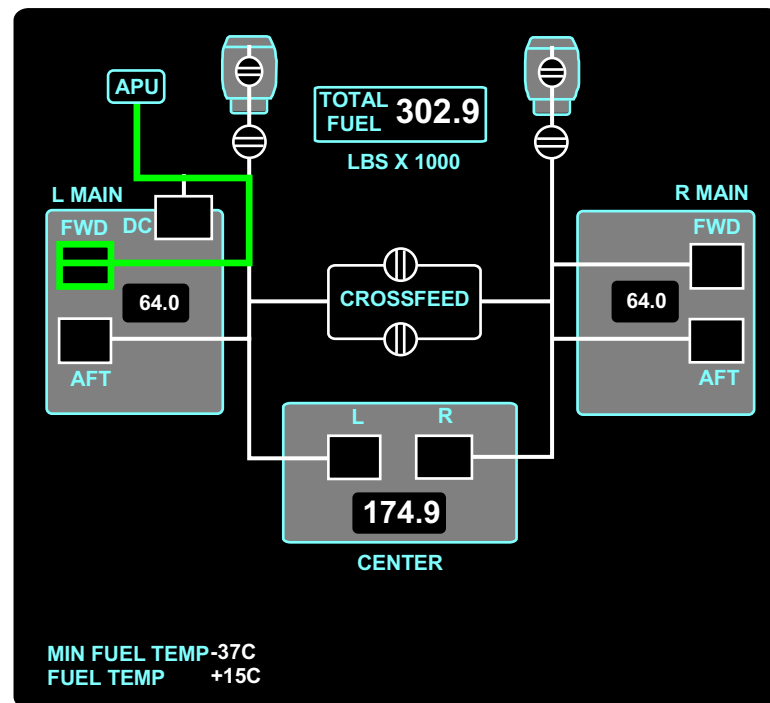 APU
TOTAL FUEL 302.9
LBS X 1000
L MAIN
R MAIN
FWD DC
FWD
64.0
64.0
CROSSFEED
AFT
AFT
L R
174.9
CENTER
MIN FUEL TEMP -37C
FUEL TEMP +15C